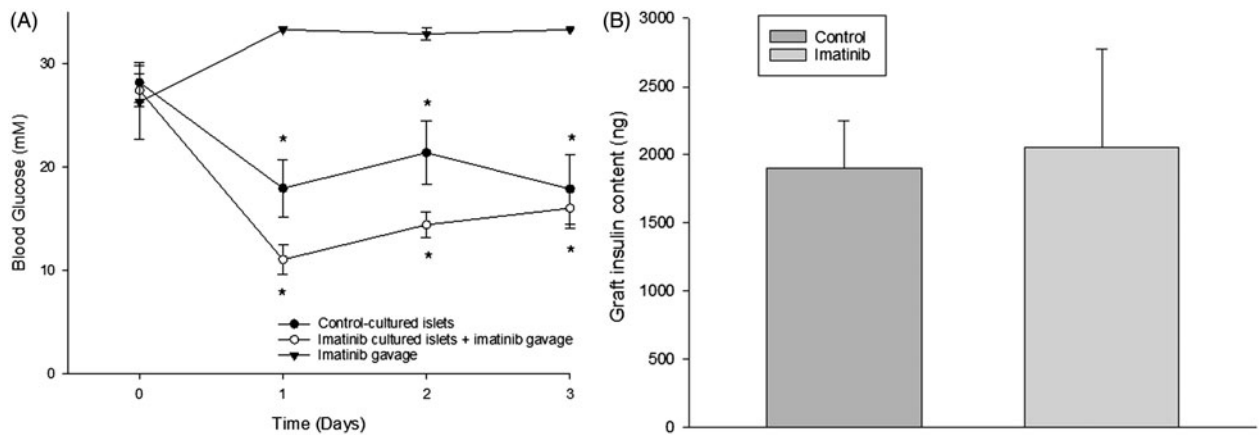 (A)
30
20
10
0
Blood Glucose (mM)
*
*
*
*
*
*
Control-cultured islets
Imatinib cultured islets + imatinib gavage
Imatinib gavage
0 1 2 3
Time (Days)
(B)
3000
2500
2000
1500
1000
500
0
Graft insulin content (ng)
Control
Imatinib